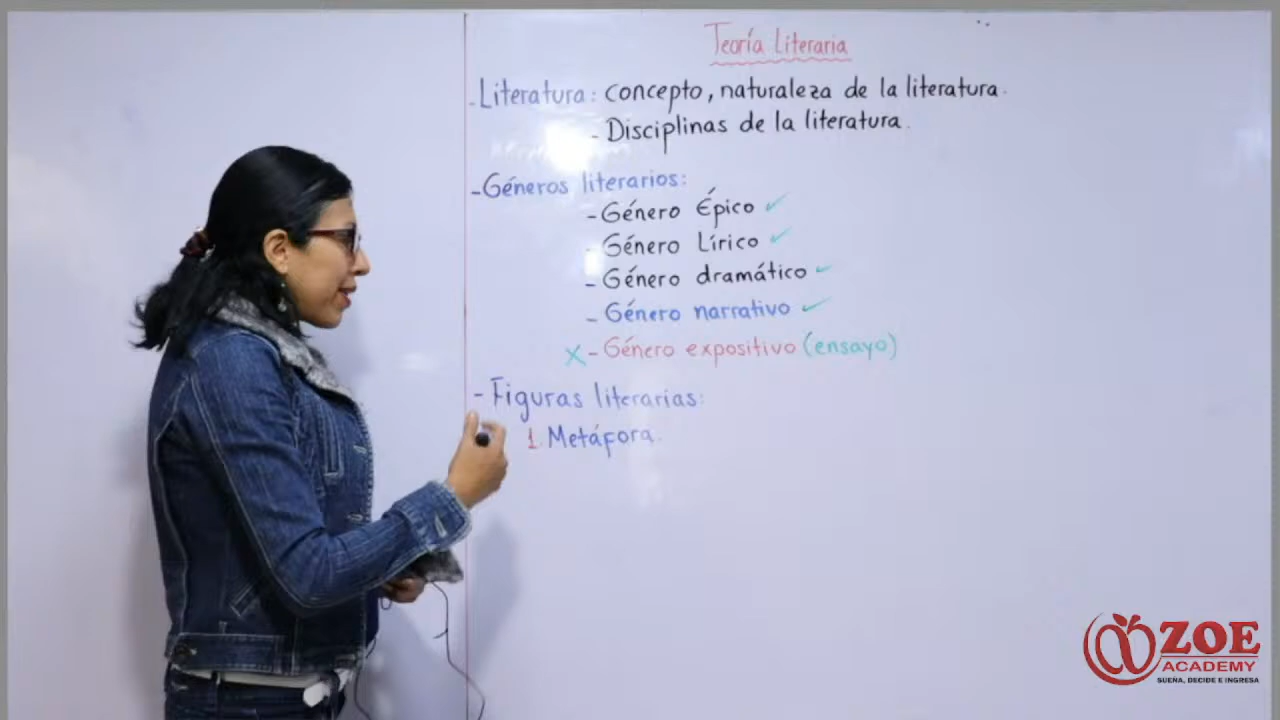 Teoría Literaria
- Literatura: concepto, naturaleza de la literatura.
- Disciplinas de la literatura.
- Géneros literarios:
- Género Épico ✓
- Género Lírico ✓
- Género dramático ✓
- Género narrativo ✓
X - Género expositivo (ensayo)
- Figuras literarias:
1. Metáfora.
ZOE
ACADEMY
SUEÑA, DECIDE E INGRESA